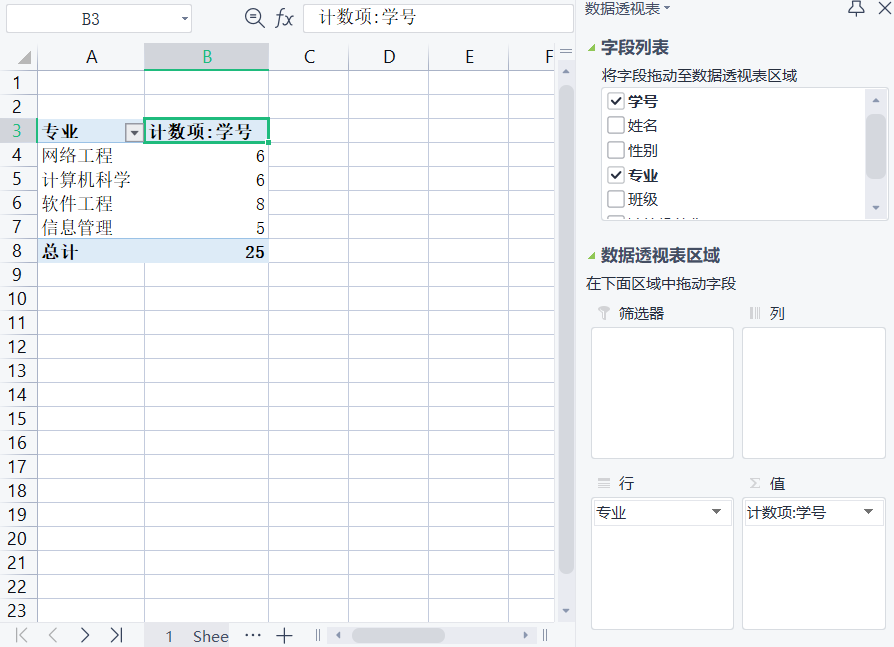 B3
fx
计数项:学号
A B C D E F
1
2
3 专业 计数项:学号
4 网络工程 6
5 计算机科学 6
6 软件工程 8
7 信息管理 5
8 总计 25
9
10
11
12
13
14
15
16
17
18
19
20
21
22
23
1 Shee ···
数据透视表
字段列表
将字段拖动至数据透视表区域
学号
姓名
性别
专业
班级
数据透视表区域
在下面区域中拖动字段
筛选器 列
行 Σ 值
专业 计数项:学号